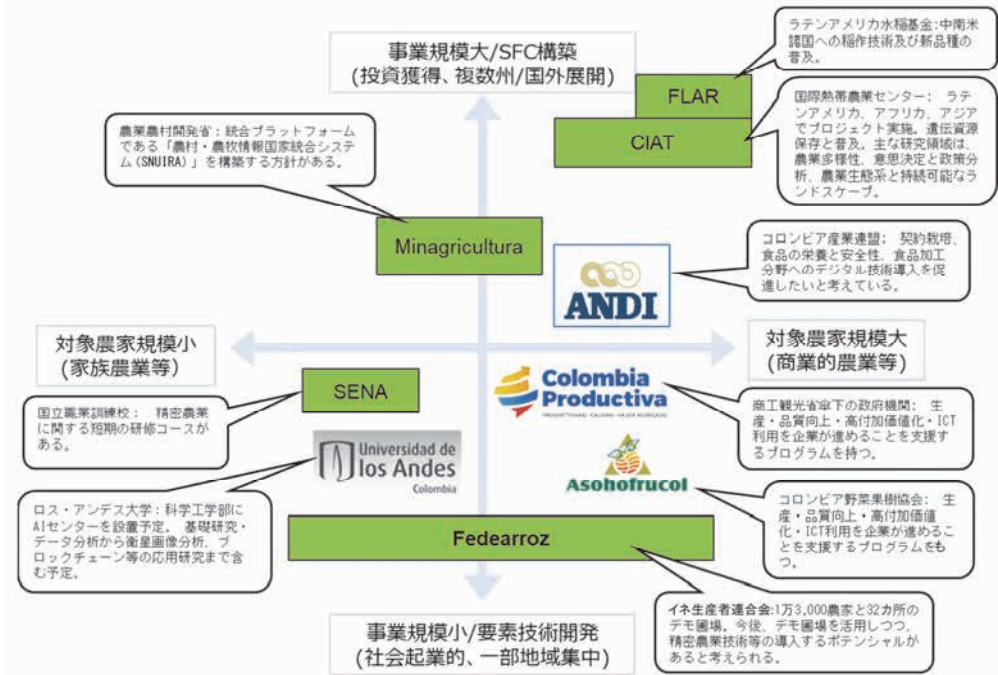 ラテンアメリカ水稲基金:中南米
諸国への稲作技術及び新品種の
普及。
事業規模大/SFC構築
(投資獲得、複数州/国外展開)
FLAR
国際熱帯農業センター： ラテ
ンアメリカ、アフリカ、アジア
でプロジェクト実施。遺伝資源
保存と普及。主な研究領域は、
農業多様性、意思決定と政策分
析、農業生態系と持続可能なラ
ンドスケープ。
CIAT
農業農村開発省：統合プラットフォーム
である「農村・農牧情報国家統合システ
ム(SNUIRA)」を構築する方針がある。
Minagricultura
コロンビア産業連盟： 契約栽培、
食品の栄養と安全性、食品加工
分野へのデジタル技術導入を促
進したいと考えている。
ANDI
対象農家規模小
(家族農業等)
対象農家規模大
(商業的農業等)
SENA
Colombia
Productiva
PRODUCTIVIDAD · CALIDAD · VALOR AGREGADO
国立職業訓練校： 精密農業
に関する短期の研修コースが
ある。
商工観光省傘下の政府機関： 生
産・品質向上・高付加価値化・ICT
利用を企業が進めることを支援す
るプログラムを持つ。
Universidad de
los Andes
Colombia
Asohofrucol
ロス・アンデス大学：科学工学部に
AIセンターを設置予定。 基礎研究・
データ分析から衛星画像分析、ブ
ロックチェーン等の応用研究まで含
む予定。
コロンビア野菜果樹協会： 生
産・品質向上・高付加価値
化・ICT利用を企業が進めるこ
とを支援するプログラムをも
つ。
Fedearroz
イネ生産者連合会:1万3,000農家と32カ所の
デモ圃場。今後、デモ圃場を活用しつつ、
精密農業技術等の導入するポテンシャルが
あると考えられる。
事業規模小/要素技術開発
(社会起業的、一部地域集中)